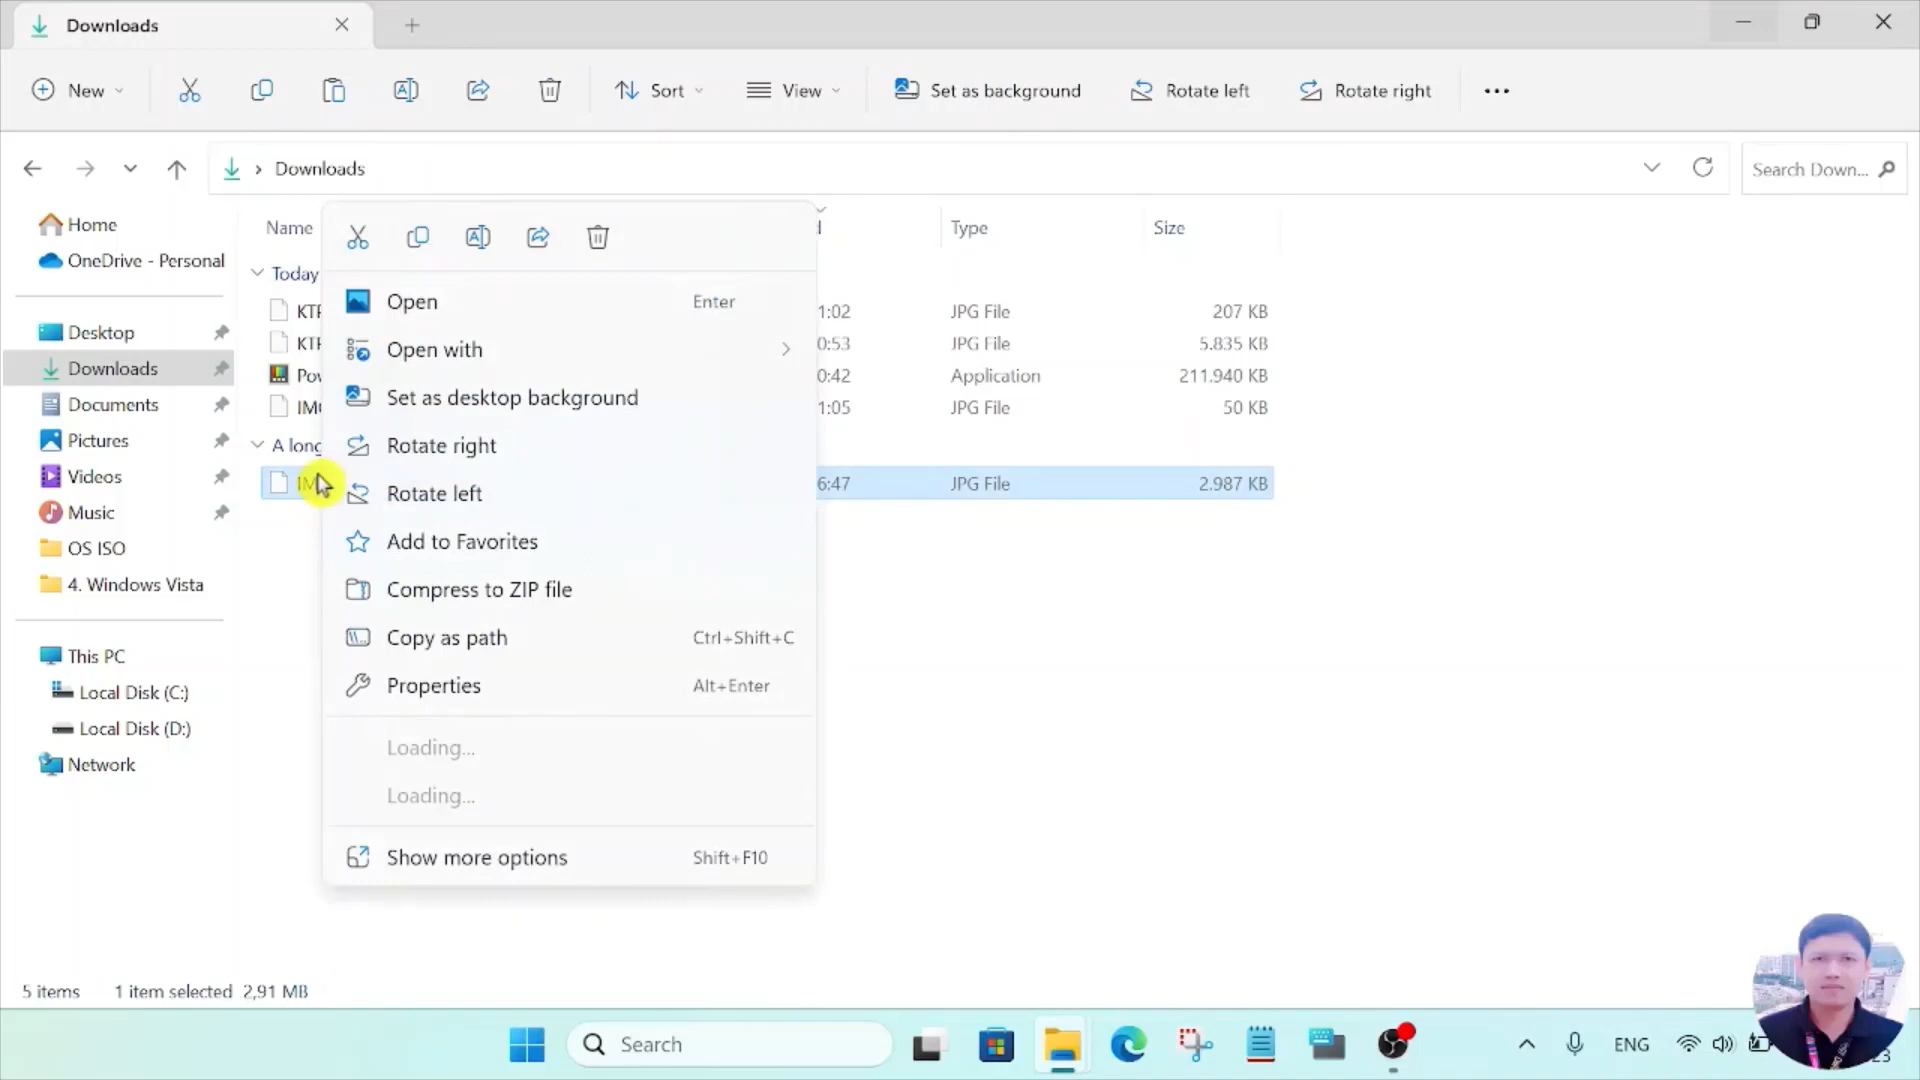 Downloads
New
Sort
View
Set as background
Rotate left
Rotate right
Downloads
Search Down...
Home
OneDrive - Personal
Desktop
Downloads
Documents
Pictures
Videos
Music
OS ISO
4. Windows Vista
This PC
Local Disk (C:)
Local Disk (D:)
Network
Name Type Size
Today
1:02 JPG File 207 KB
0:53 JPG File 5.835 KB
0:42 Application 211.940 KB
1:05 JPG File 50 KB
A long
6:47 JPG File 2.987 KB
Open Enter
Open with
Set as desktop background
Rotate right
Rotate left
Add to Favorites
Compress to ZIP file
Copy as path Ctrl+Shift+C
Properties Alt+Enter
Loading...
Loading...
Show more options Shift+F10
5 items 1 item selected 2,91 MB
Search
ENG